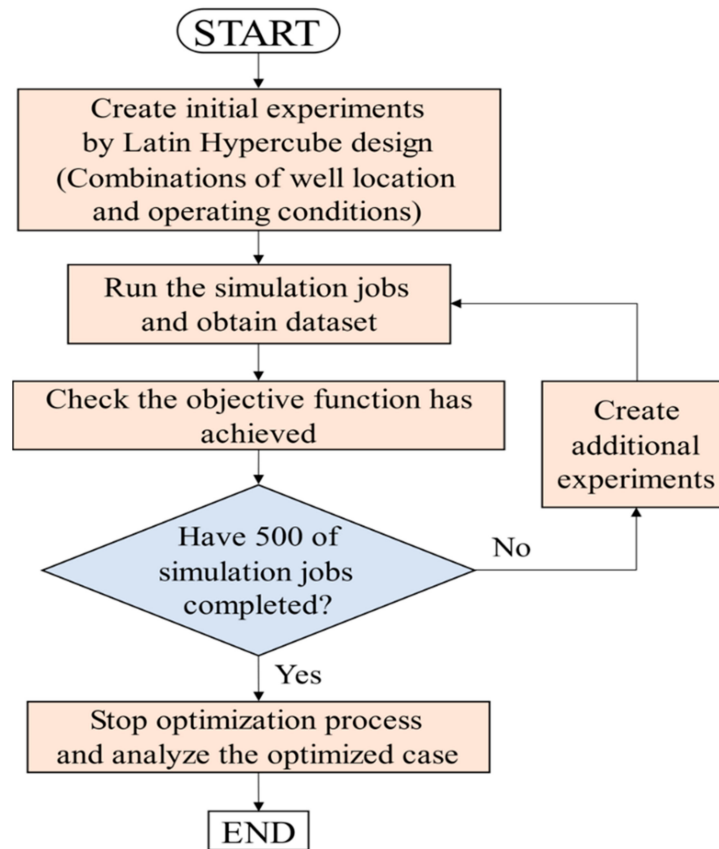 START
Create initial experiments
by Latin Hypercube design
(Combinations of well location
and operating conditions)
Run the simulation jobs
and obtain dataset
Check the objective function has
achieved
Create
additional
experiments
Have 500 of
simulation jobs
completed?
No
Yes
Stop optimization process
and analyze the optimized case
END